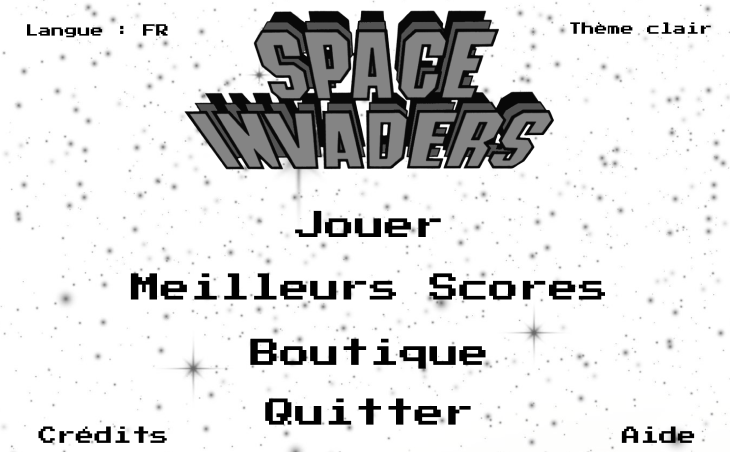 Langue : FR
Thème clair
SPACE
INVADERS
Jouer
Meilleurs Scores
Boutique
Quitter
Crédits
Aide